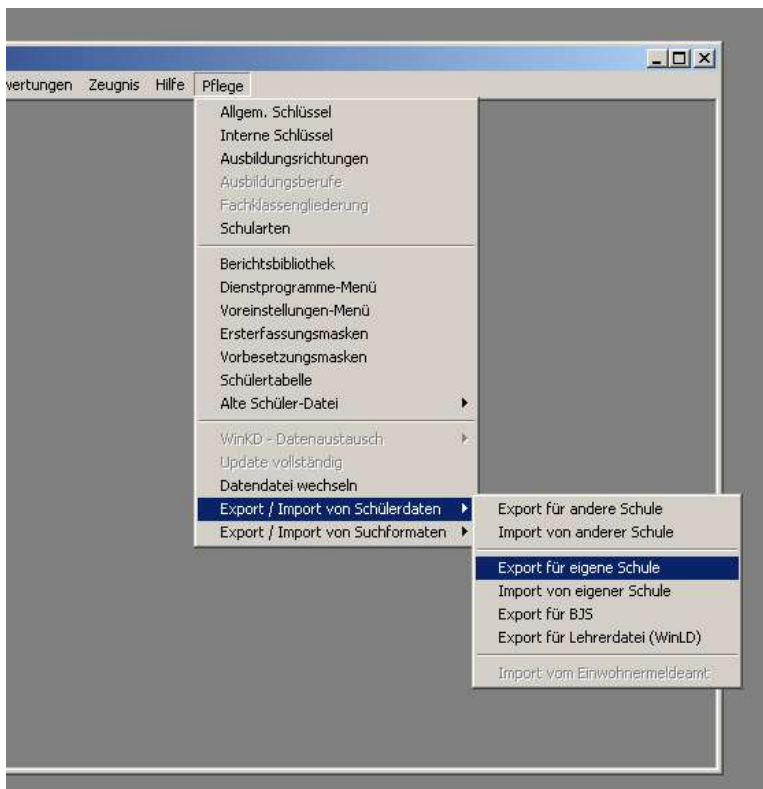 Zeugnis Hilfe Pflege
Allgem. Schlüssel
Interne Schlüssel
Ausbildungsrichtungen
Ausbildungsberufe
Fachklassengliederung
Schularten
Berichtsbibliothek
Dienstprogramme-Menü
Voreinstellungen-Menü
Ersterfassungsmasken
Vorbesetzungsmasken
Schülertabelle
Alte Schüler-Datei
WinKD - Datenaustausch
Update vollständig
Datendatei wechseln
Export / Import von Schülerdaten
Export / Import von Suchformaten
Export für andere Schule
Import von anderer Schule
Export für eigene Schule
Import von eigener Schule
Export für BJS
Export für Lehrerdatei (WinLD)
Import vom Einwohnermeldeamt